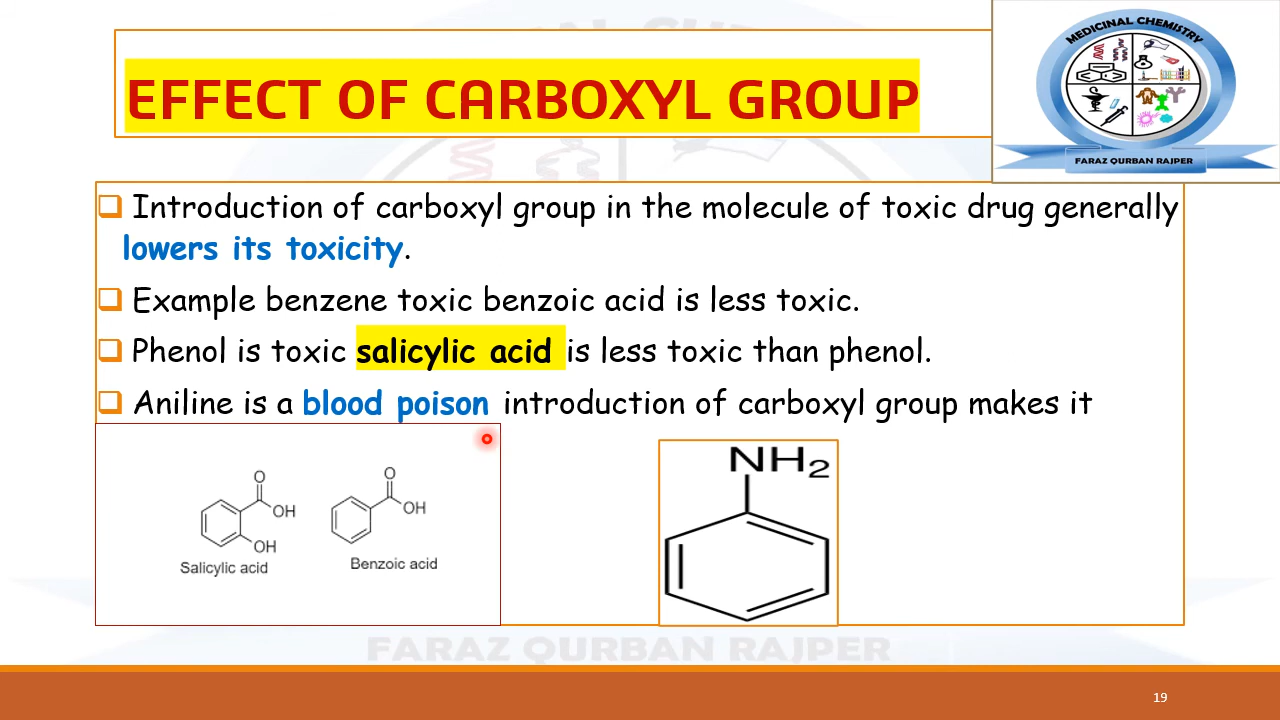 EFFECT OF CARBOXYL GROUP
MEDICINAL CHEMISTRY
FARAZ QURBAN RAJPER
Introduction of carboxyl group in the molecule of toxic drug generally
lowers its toxicity.
Example benzene toxic benzoic acid is less toxic.
Phenol is toxic salicylic acid is less toxic than phenol.
Aniline is a blood poison introduction of carboxyl group makes it
O
OH
OH
Salicylic acid
O
OH
Benzoic acid
NH2
FARAZ QURBAN RAJPER
19